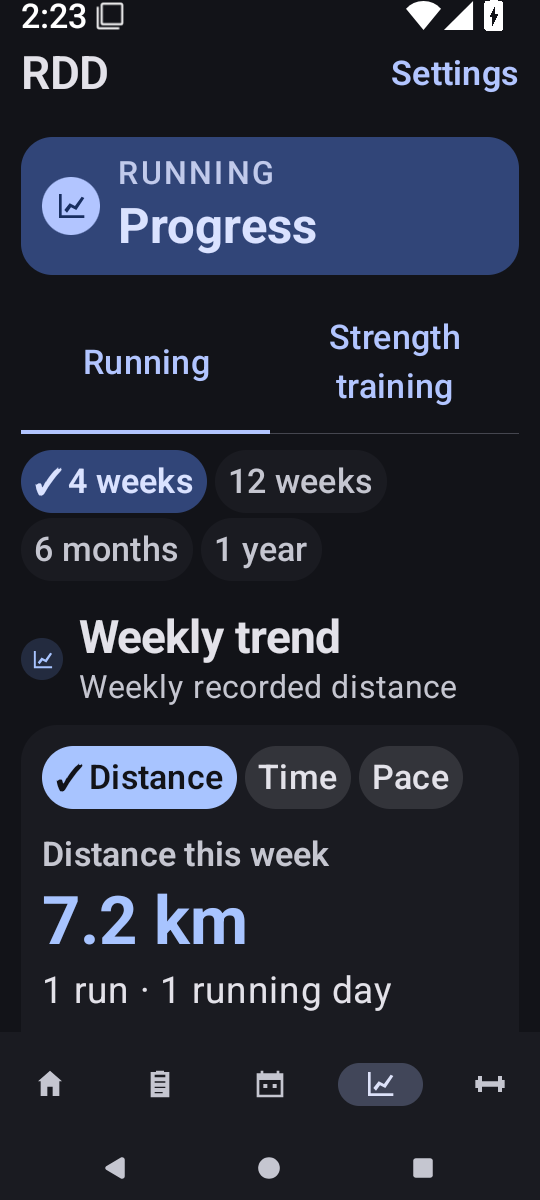 2:23
RDD
Settings
RUNNING
Progress
Running
Strength
training
✓4 weeks
12 weeks
6 months
1 year
Weekly trend
Weekly recorded distance
✓Distance
Time
Pace
Distance this week
7.2 km
1 run · 1 running day